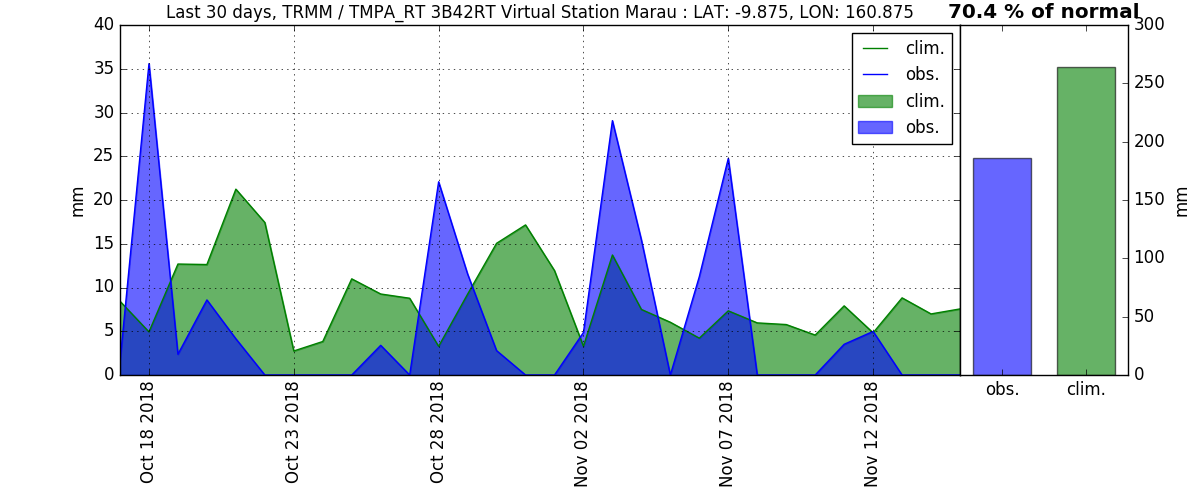 Last 30 days, TRMM / TMPA_RT 3B42RT Virtual Station Marau : LAT: -9.875, LON: 160.875
70.4 % of normal
40
35
30
25
20
15
10
5
0
mm
clim.
obs.
clim.
obs.
Oct 18 2018
Oct 23 2018
Oct 28 2018
Nov 02 2018
Nov 07 2018
Nov 12 2018
300
250
200
150
100
50
0
mm
obs.
clim.